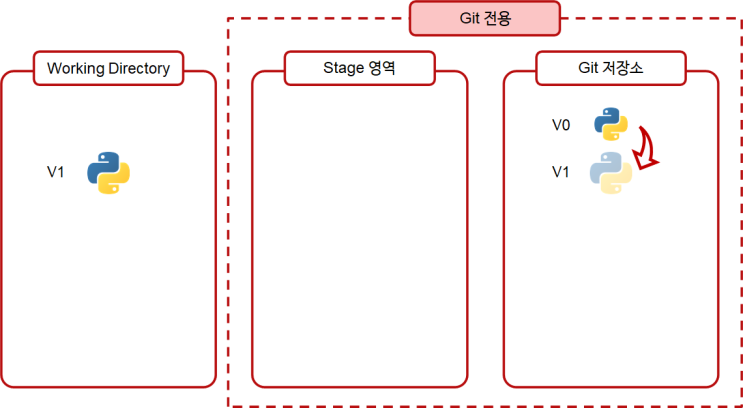 Git 전용
Working Directory
Stage 영역
Git 저장소
V0
V1
V1